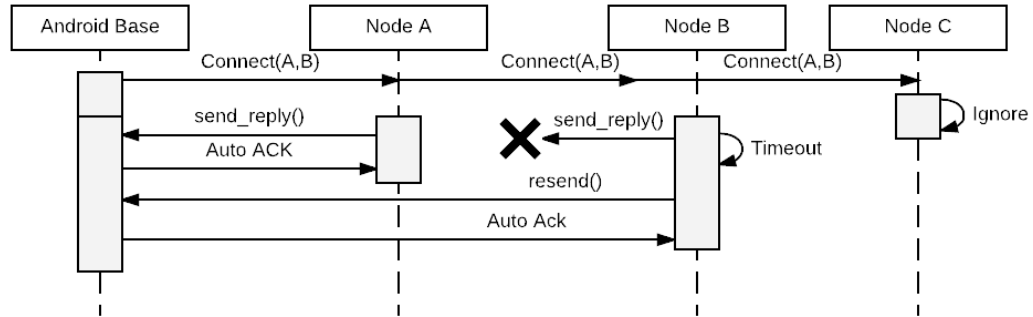 Android Base
Node A
Node B
Node C
Connect(A,B)
Connect(A,B)
Connect(A,B)
send_reply()
send_reply()
Ignore
Auto ACK
Timeout
resend()
Auto Ack